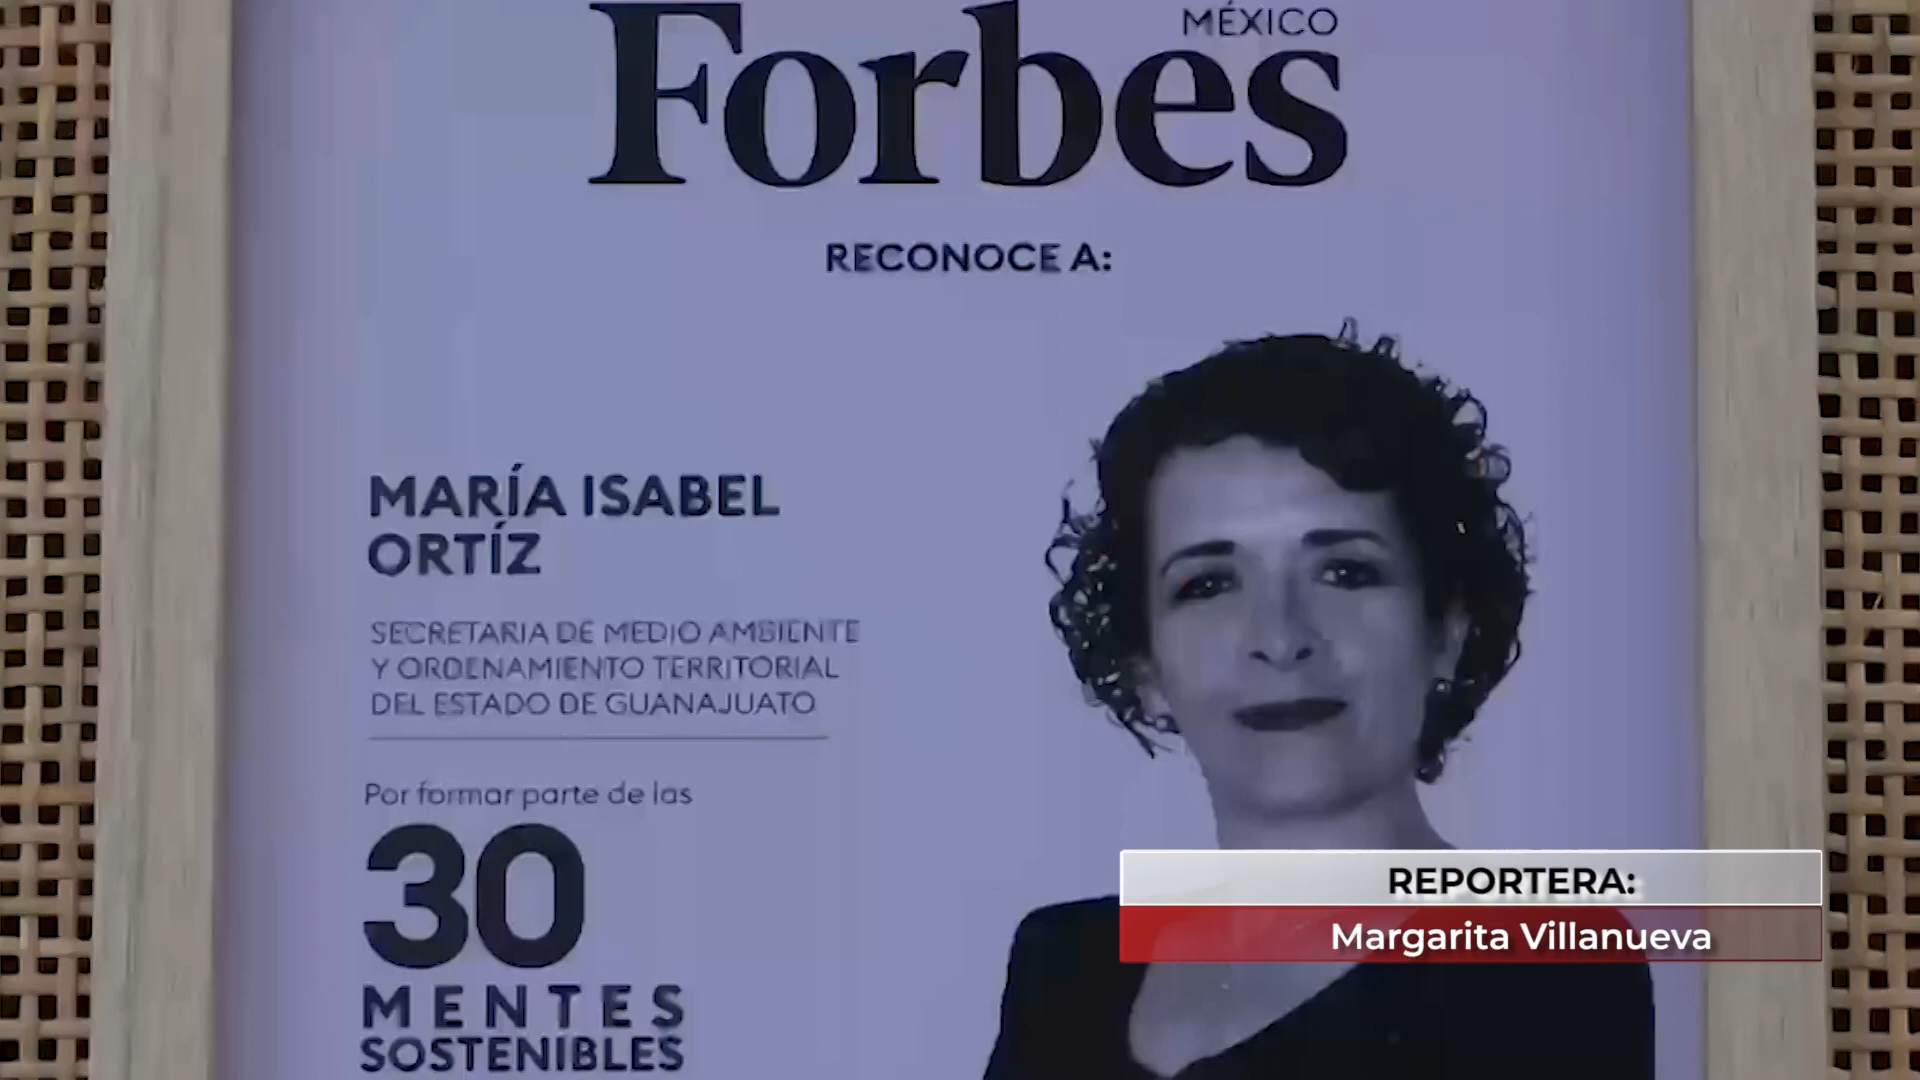 MÉXICO
Forbes
RECONOCE A:
MARÍA ISABEL
ORTÍZ
SECRETARIA DE MEDIO AMBIENTE
Y ORDENAMIENTO TERRITORIAL
DEL ESTADO DE GUANAJUATO
Por formar parte de las
30
MENTES
SOSTENIBLES
REPORTERA:
Margarita Villanueva